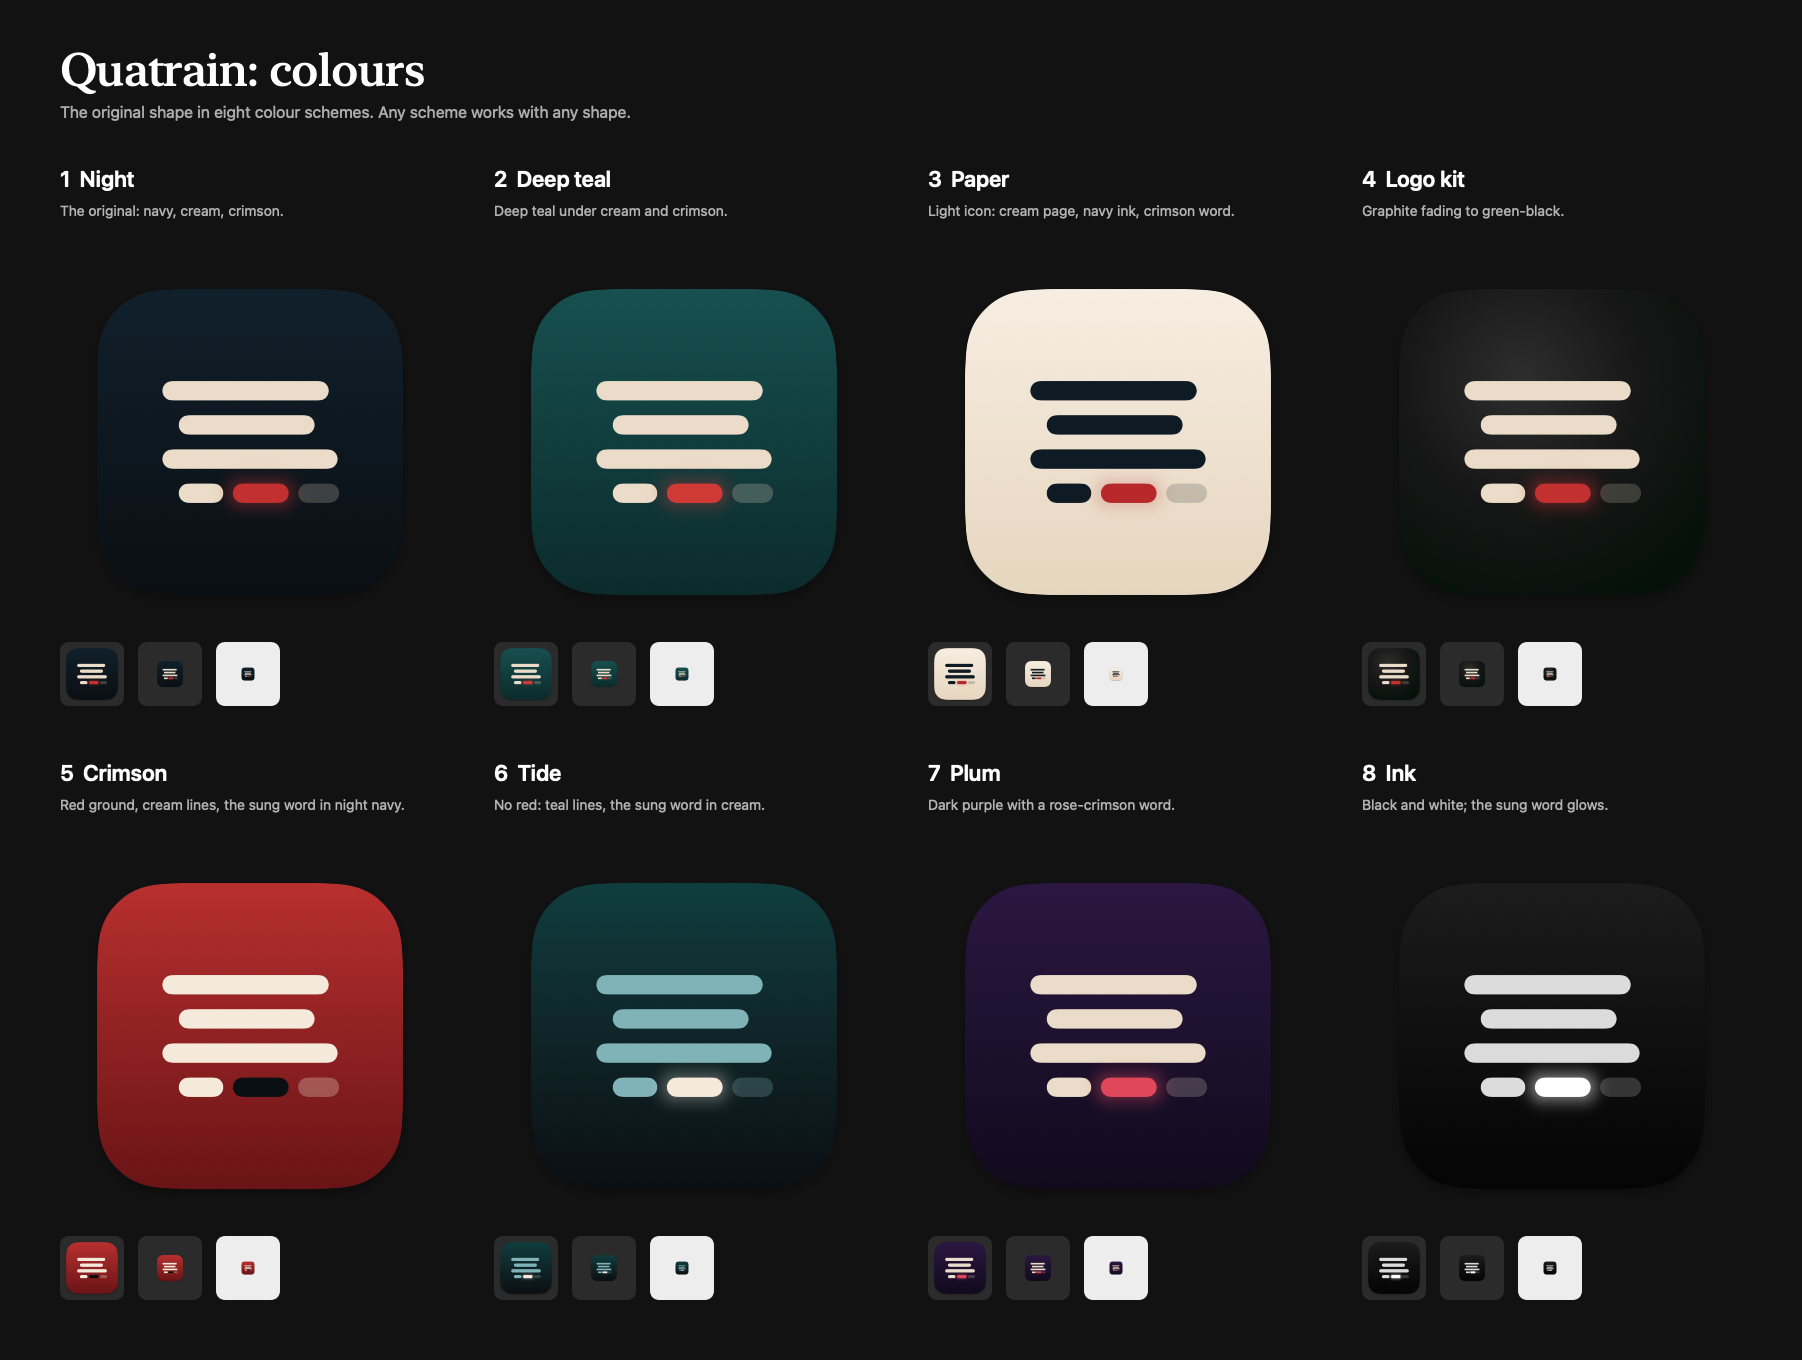 Quatrain: colours
The original shape in eight colour schemes. Any scheme works with any shape.
1 Night
The original: navy, cream, crimson.
2 Deep teal
Deep teal under cream and crimson.
3 Paper
Light icon: cream page, navy ink, crimson word.
4 Logo kit
Graphite fading to green-black.
5 Crimson
Red ground, cream lines, the sung word in night navy.
6 Tide
No red: teal lines, the sung word in cream.
7 Plum
Dark purple with a rose-crimson word.
8 Ink
Black and white; the sung word glows.